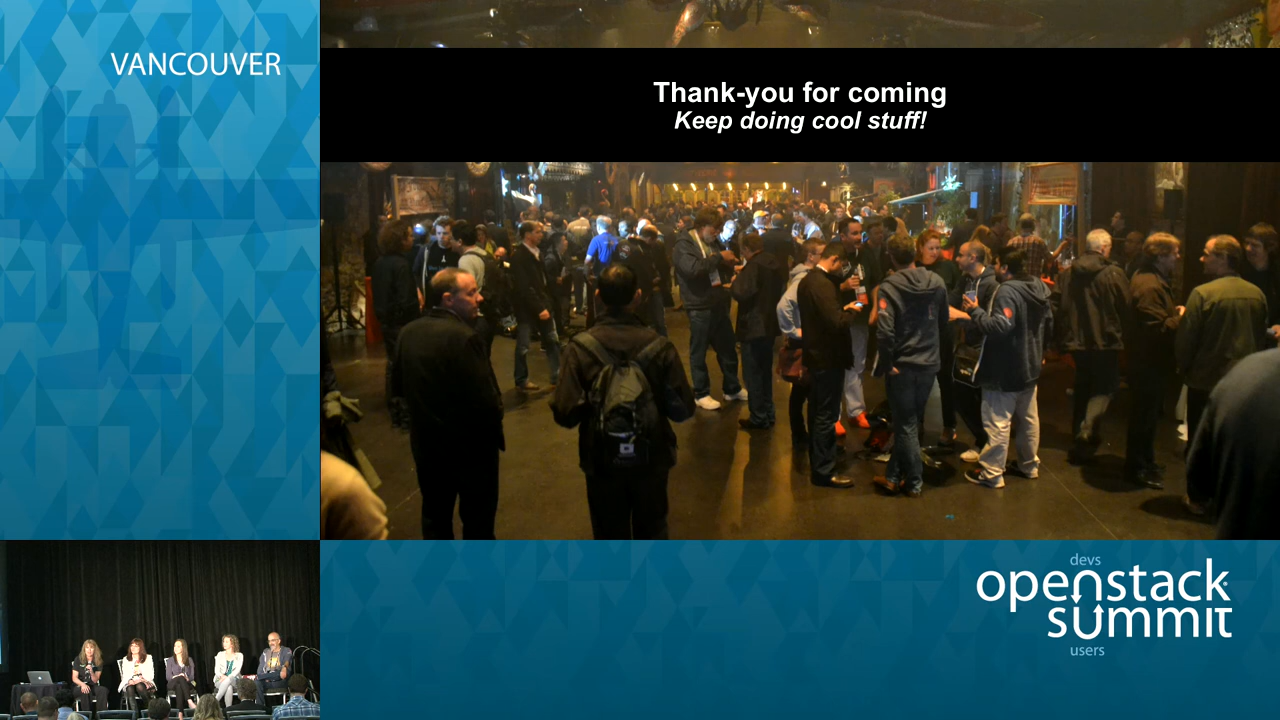 VANCOUVER
Thank-you for coming
Keep doing cool stuff!
devs
openstack
summit
users